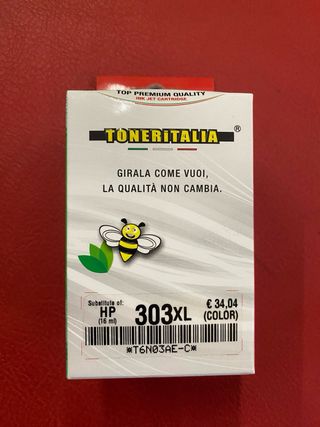 TOP PREMIUM QUALITY
INK JET CARTRIDGE
TONERiTALIA ®
GIRALA COME VUOI,
LA QUALITÀ NON CAMBIA.
Substitute of:
HP
(16 ml)
303XL
€ 34,04
(COLOR)
*T6N03AE-C*